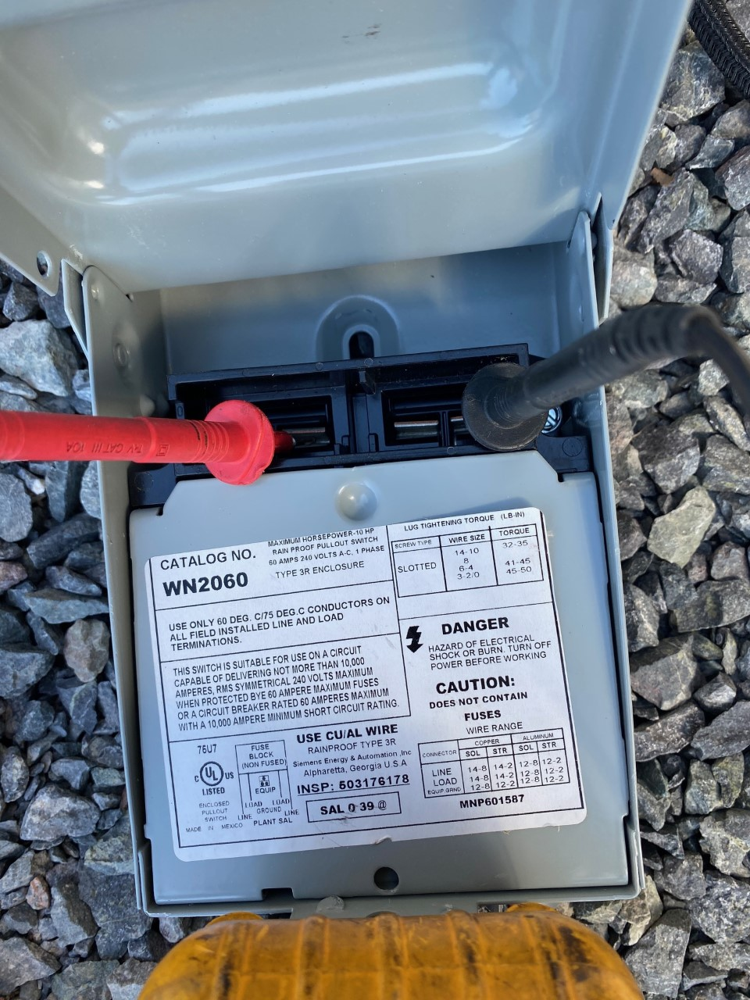 CAT III 10A
CATALOG NO.
WN2060
MAXIMUM HORSEPOWER-10 HP
RAIN PROOF PULLOUT SWITCH
60 AMPS 240 VOLTS A-C, 1 PHASE
TYPE 3R ENCLOSURE
LUG TIGHTENING TORQUE (LB-IN)
SCREW TYPE WIRE SIZE TORQUE
SLOTTED
14-10 32-35
8
6-4 41-45
3-2/0 45-50
USE ONLY 60 DEG. C/75 DEG.C CONDUCTORS ON
ALL FIELD INSTALLED LINE AND LOAD
TERMINATIONS.
DANGER
HAZARD OF ELECTRICAL
SHOCK OR BURN. TURN OFF
POWER BEFORE WORKING
THIS SWITCH IS SUITABLE FOR USE ON A CIRCUIT
CAPABLE OF DELIVERING NOT MORE THAN 10,000
AMPERES, RMS SYMMETRICAL 240 VOLTS MAXIMUM
WHEN PROTECTED BYE 60 AMPERE MAXIMUM FUSES
OR A CIRCUIT BREAKER RATED 60 AMPERES MAXIMUM
WITH A 10,000 AMPERE MINIMUM SHORT CIRCUIT RATING.
CAUTION:
DOES NOT CONTAIN
FUSES
76U7
C UL US
LISTED
ENCLOSED
PULLOUT
SWITCH
MADE IN MEXICO
FUSE
BLOCK
(NON FUSED)
EQUIP
LOAD LOAD
LINE GROUND LINE
PLANT SAL
USE CU/AL WIRE
RAINPROOF TYPE 3R
Siemens Energy & Automation ,Inc
Alpharetta, Georgia U.S.A
INSP: 503176178
SAL 0 39 @
WIRE RANGE
CONNECTOR COPPER ALUMINUM
SOL STR SOL STR
LINE 14-8 14-2 12-8 12-2
LOAD 14-8 14-2 12-8 12-2
EQUIP.GRND 12-8 12-2 12-8 12-2
MNP601587